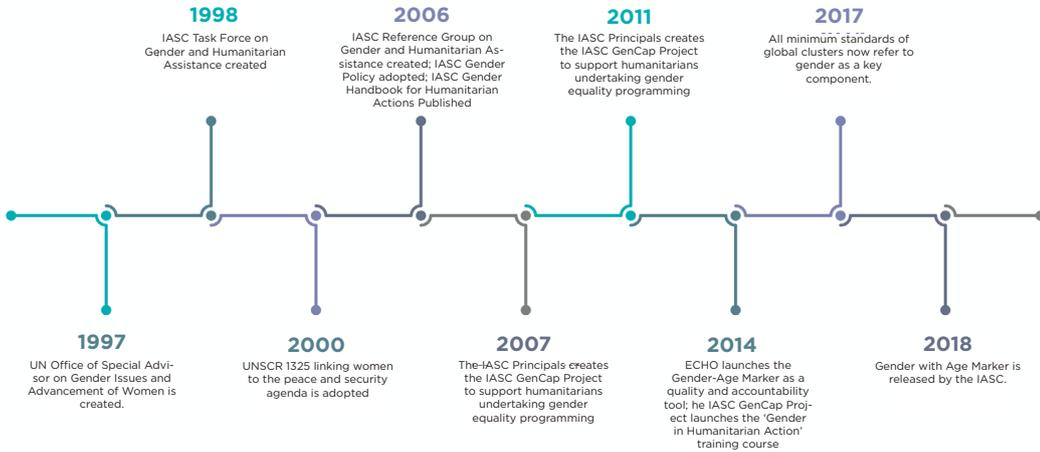 1998
IASC Task Force on
Gender and Humanitarian
Assistance created
2006
IASC Reference Group on
Gender and Humanitarian As-
sistance created; IASC Gender
Policy adopted; IASC Gender
Handbook for Humanitarian
Actions Published
2011
The IASC Principals creates
the IASC GenCap Project
to support humanitarians
undertaking gender
equality programming
2017
All minimum standards of
global clusters now refer to
gender as a key
component.
1997
UN Office of Special Advi-
sor on Gender Issues and
Advancement of Women is
created.
2000
UNSCR 1325 linking women
to the peace and security
agenda is adopted
2007
The IASC Principals creates
the IASC GenCap Project
to support humanitarians
undertaking gender
equality programming
2014
ECHO launches the
Gender-Age Marker as a
quality and accountability
tool; he IASC GenCap Proj-
ect launches the ‘Gender
in Humanitarian Action’
training course
2018
Gender with Age Marker is
released by the IASC.